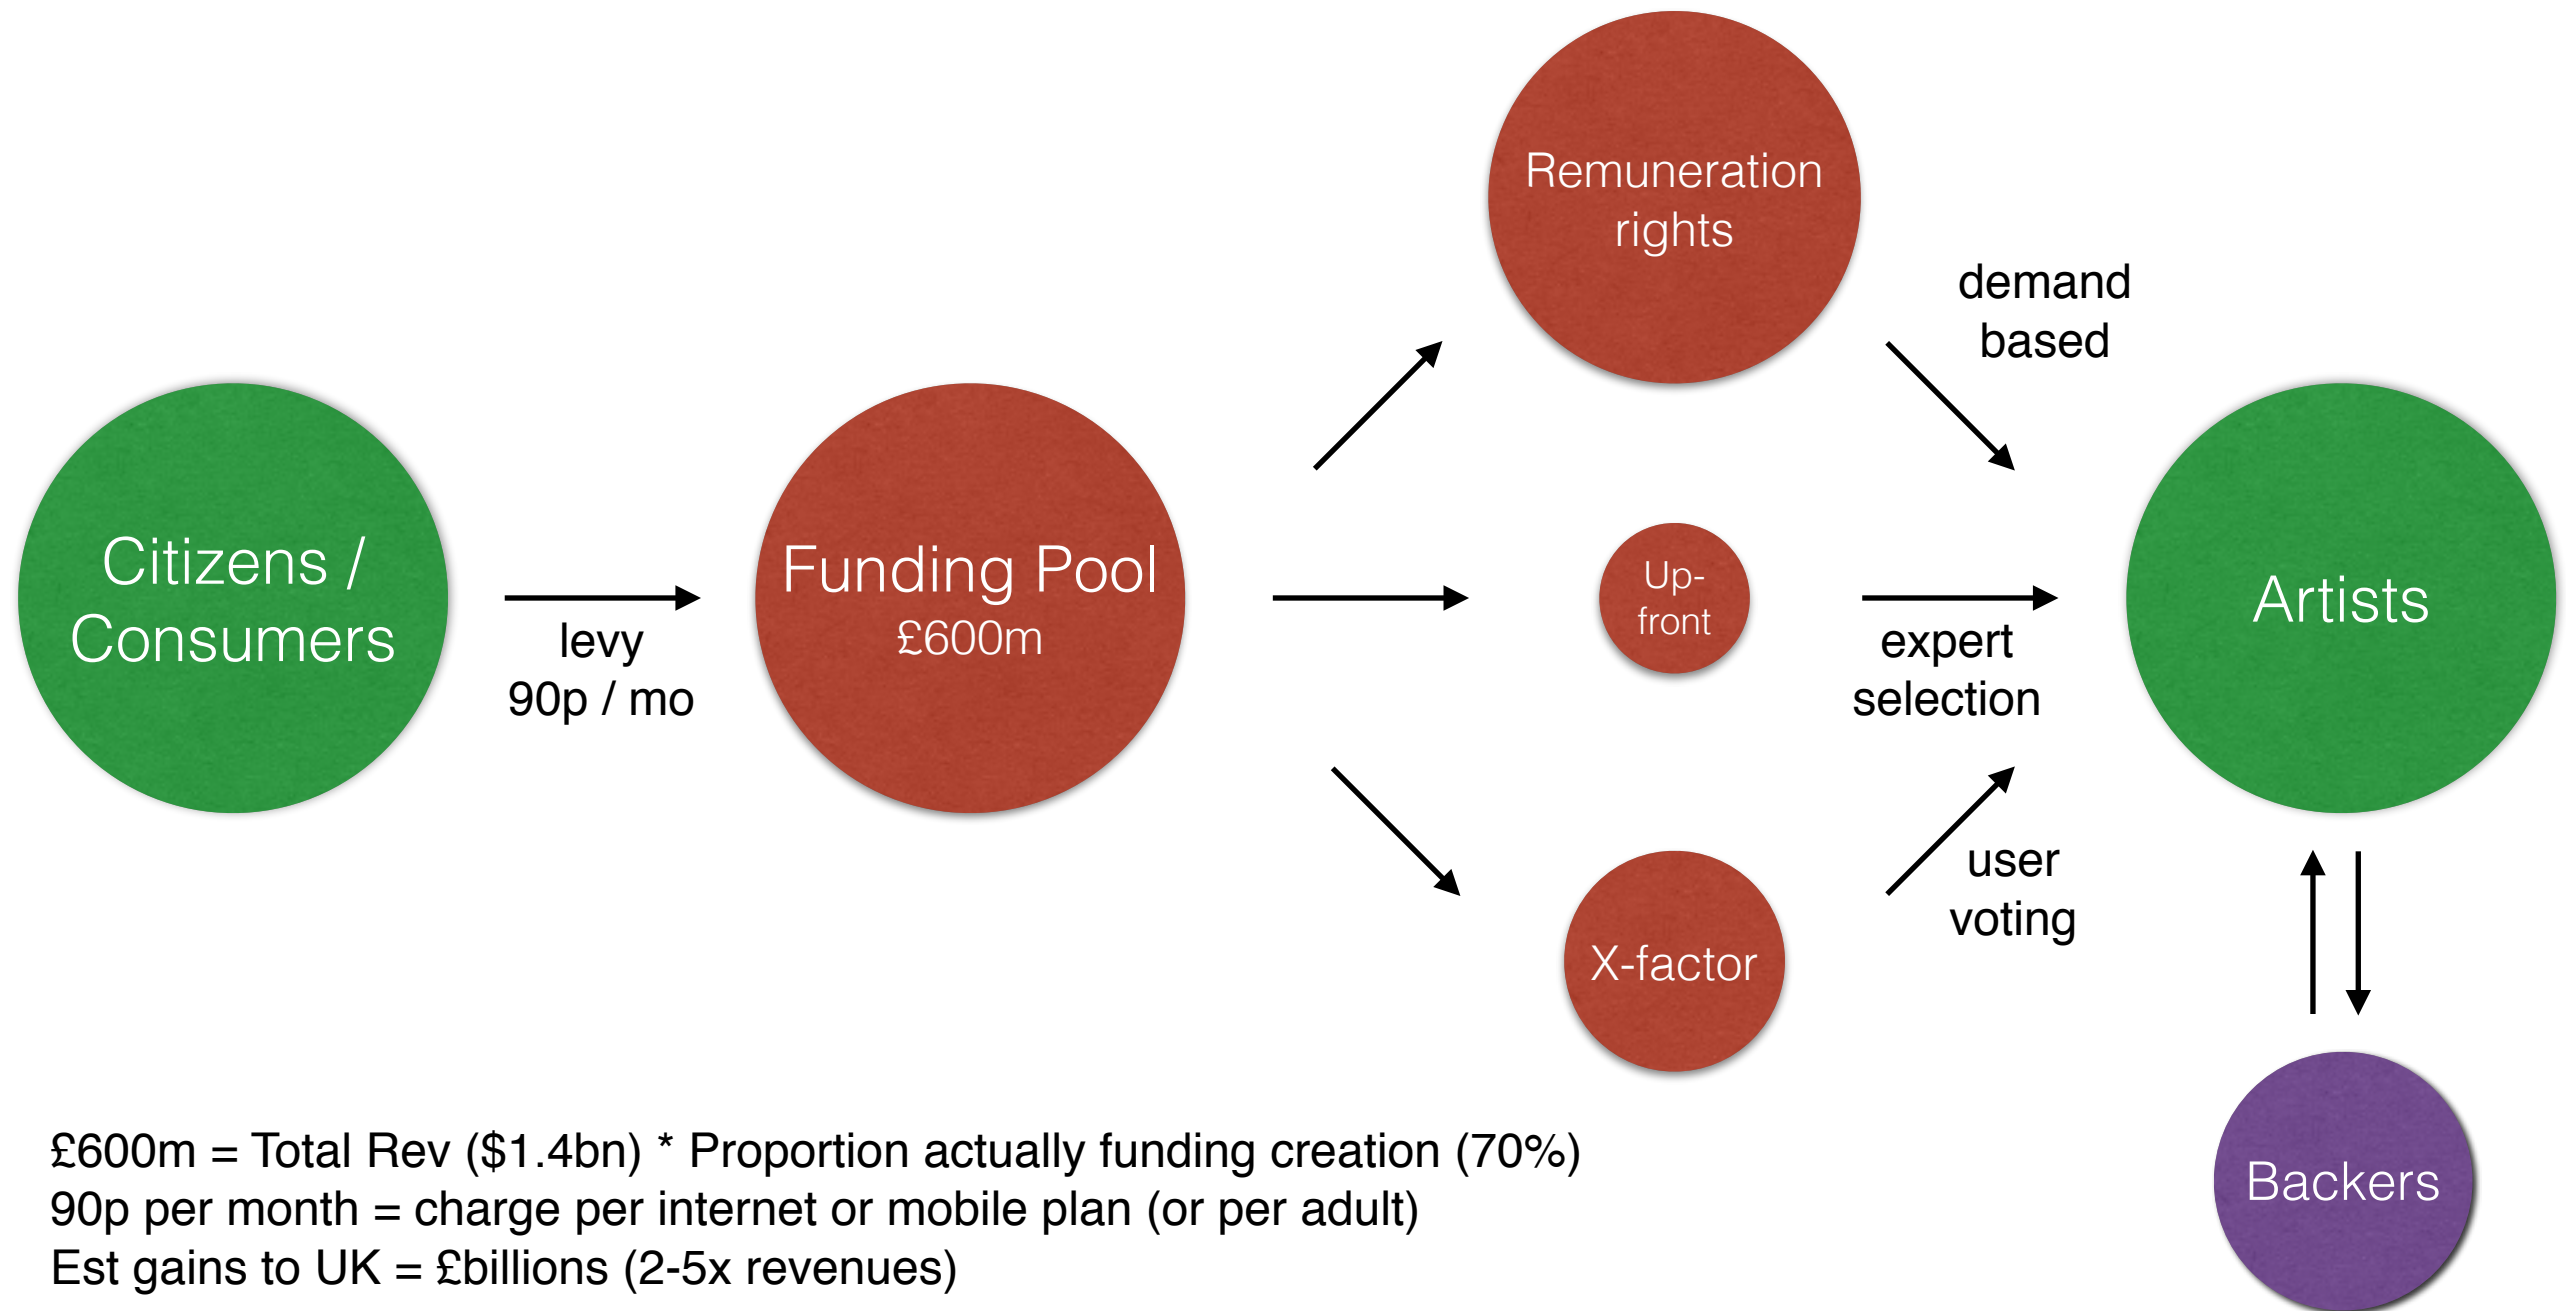 Remuneration
rights
demand
based
Citizens /
Consumers
levy
90p / mo
Funding Pool
£600m
Up-
front
expert
selection
Artists
X-factor
user
voting
Backers
£600m = Total Rev ($1.4bn) * Proportion actually funding creation (70%)
90p per month = charge per internet or mobile plan (or per adult)
Est gains to UK = £billions (2-5x revenues)